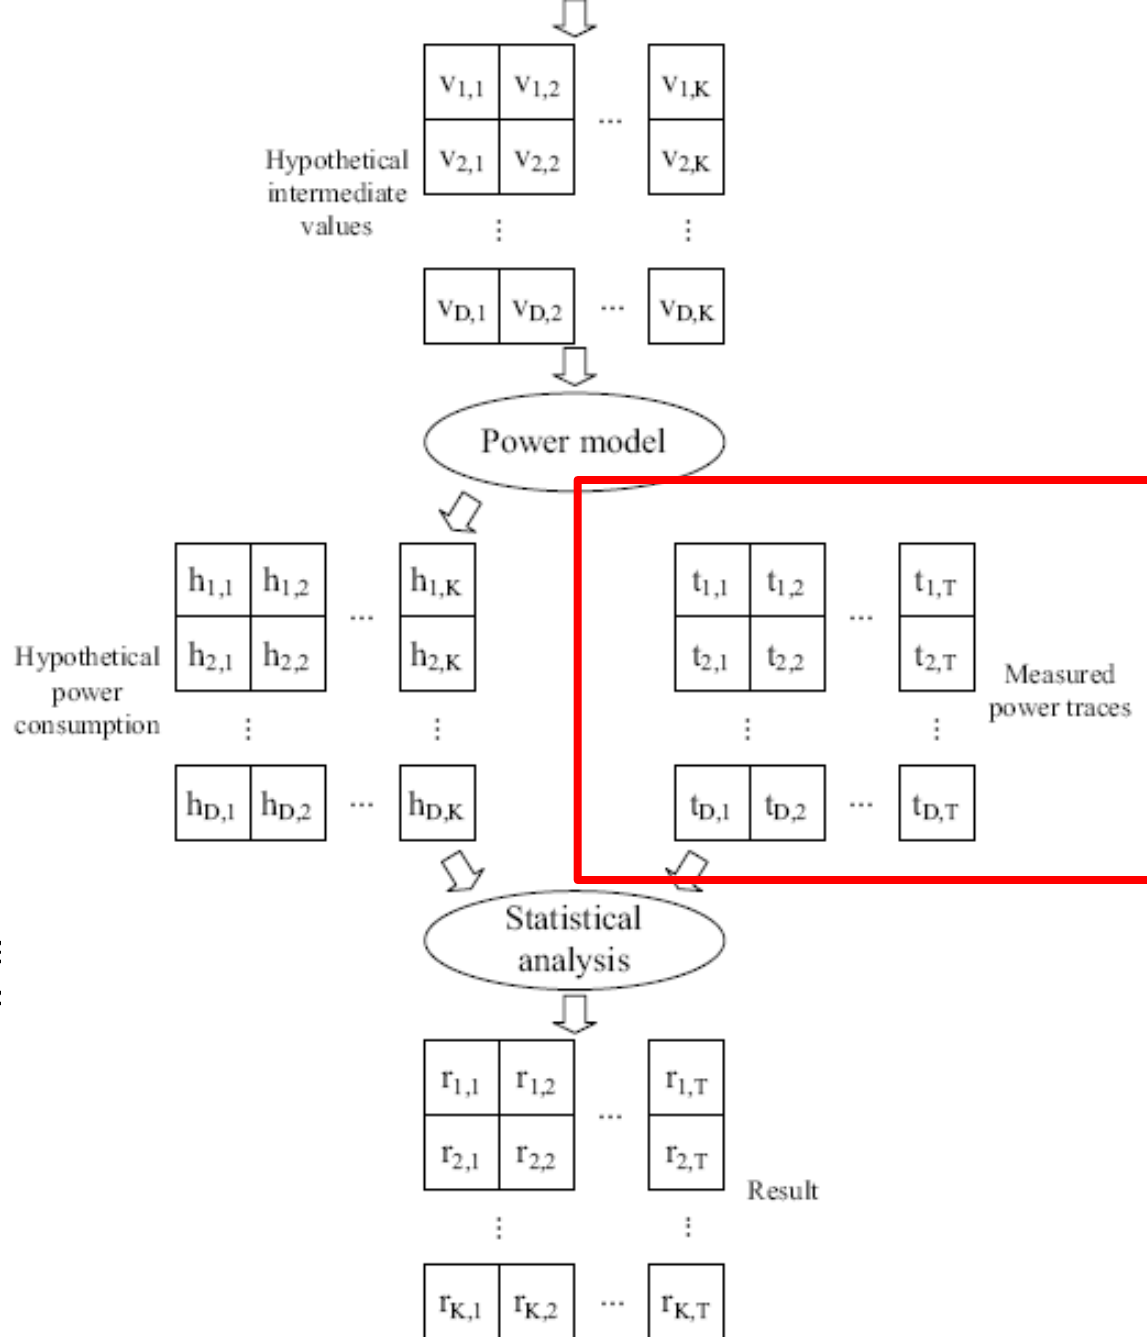 v1,1 v1,2 ... v1,K
Hypothetical
intermediate
values
v2,1 v2,2 v2,K
⋮ ⋮
vD,1 vD,2 ... vD,K
Power model
h1,1 h1,2 ... h1,K
h2,1 h2,2 h2,K
Hypothetical
power
consumption
⋮ ⋮
hD,1 hD,2 ... hD,K
t1,1 t1,2 ... t1,T
t2,1 t2,2 t2,T
Measured
power traces
⋮ ⋮
tD,1 tD,2 ... tD,T
Statistical
analysis
r1,1 r1,2 ... r1,T
r2,1 r2,2 r2,T
Result
⋮ ⋮
rK,1 rK,2 ... rK,T